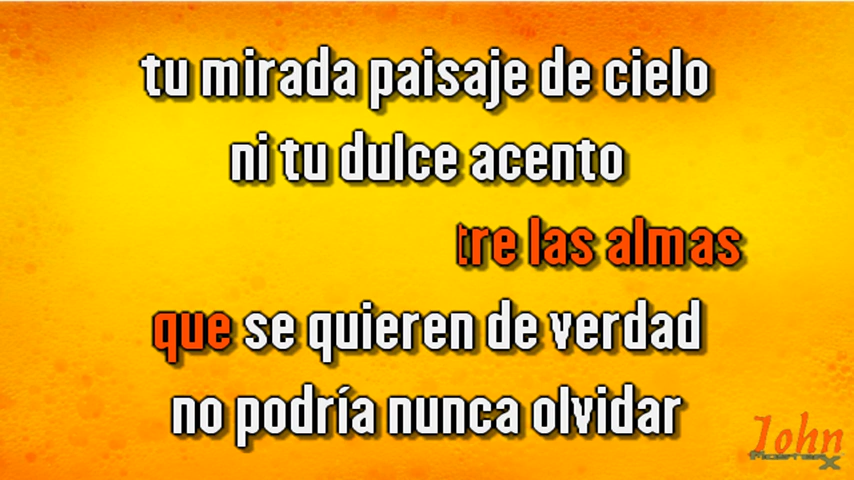 tu mirada paisaje de cielo
ni tu dulce acento
tre las almas
que se quieren de verdad
no podría nunca olvidar
John